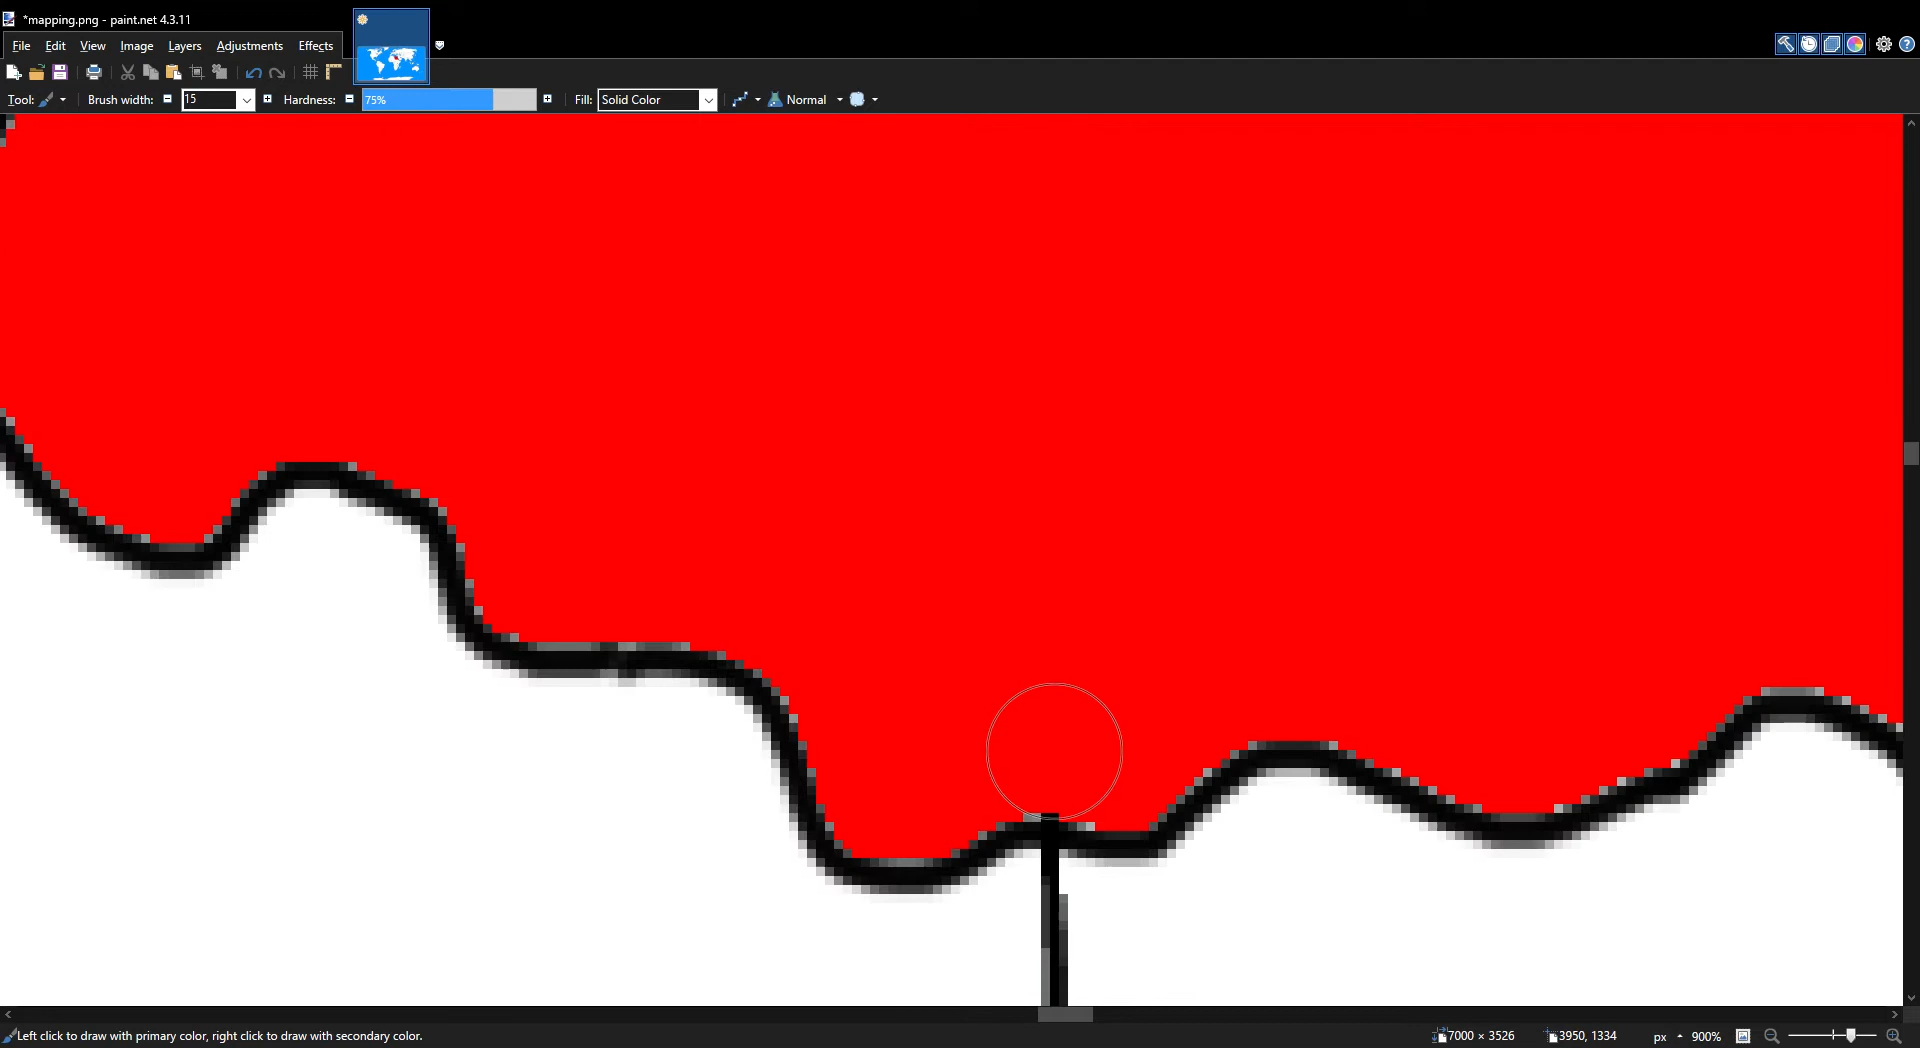 *mapping.png - paint.net 4.3.11
File Edit View Image Layers Adjustments Effects
Tool: Brush width: 15 Hardness: 75% Fill: Solid Color Normal
Left click to draw with primary color, right click to draw with secondary color. 7000 × 3526 3950, 1334 px 900%